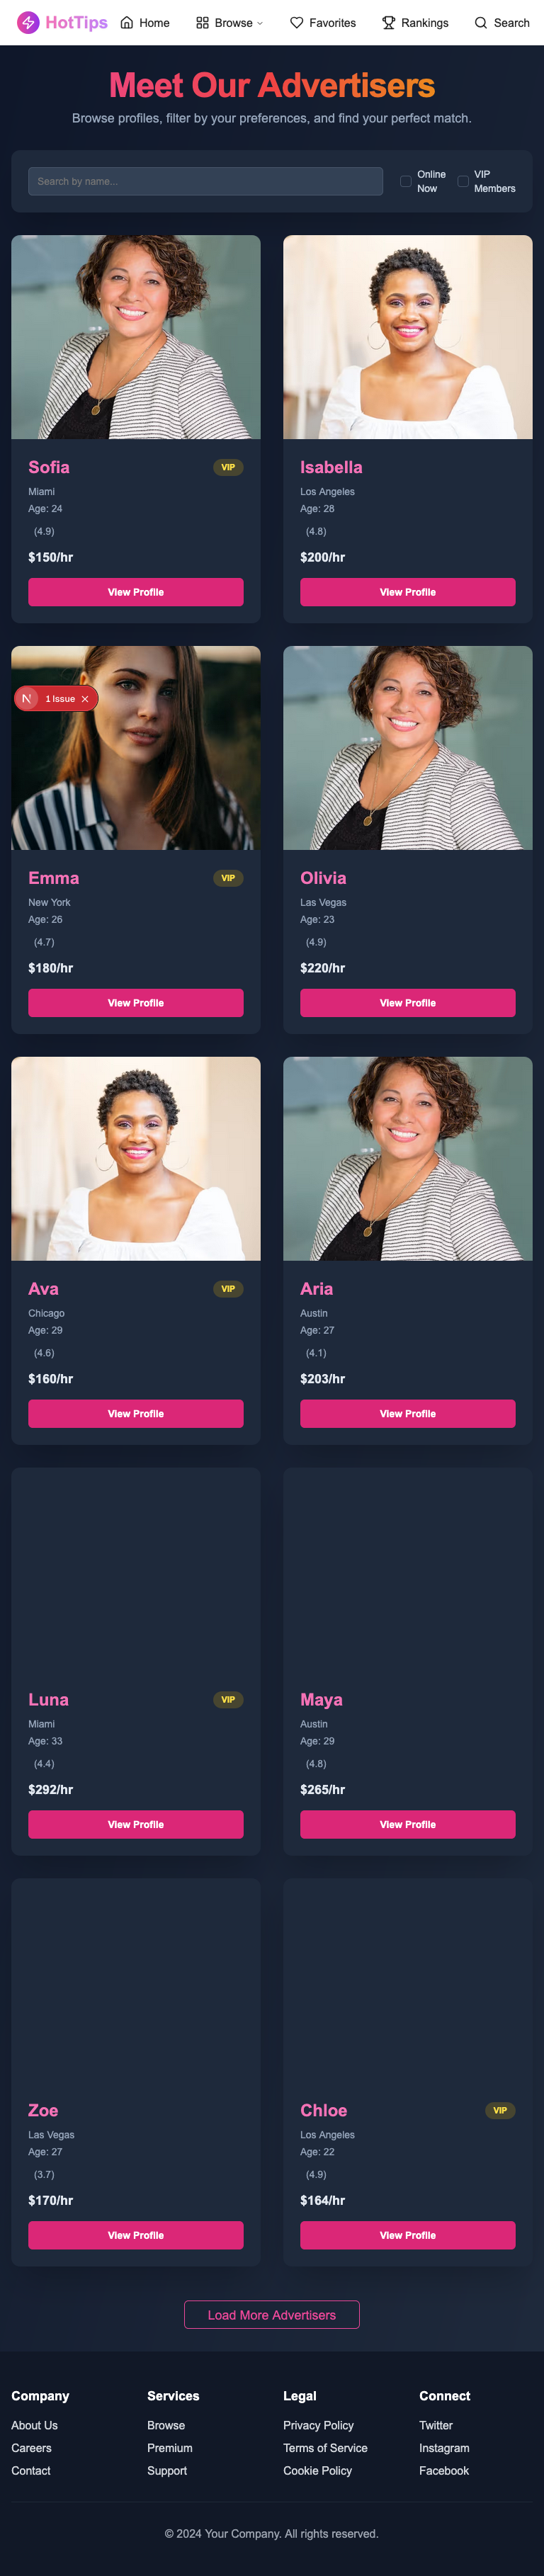 HotTips
Home
Browse
Favorites
Rankings
Search
Meet Our Advertisers
Browse profiles, filter by your preferences, and find your perfect match.
Search by name...
Online
Now
VIP
Members
Sofia
VIP
Miami
Age: 24
(4.9)
$150/hr
View Profile
Isabella
Los Angeles
Age: 28
(4.8)
$200/hr
View Profile
N
1 Issue
Emma
VIP
New York
Age: 26
(4.7)
$180/hr
View Profile
Olivia
Las Vegas
Age: 23
(4.9)
$220/hr
View Profile
Ava
VIP
Chicago
Age: 29
(4.6)
$160/hr
View Profile
Aria
Austin
Age: 27
(4.1)
$203/hr
View Profile
Luna
VIP
Miami
Age: 33
(4.4)
$292/hr
View Profile
Maya
Austin
Age: 29
(4.8)
$265/hr
View Profile
Zoe
Las Vegas
Age: 27
(3.7)
$170/hr
View Profile
Chloe
VIP
Los Angeles
Age: 22
(4.9)
$164/hr
View Profile
Load More Advertisers
Company
About Us
Careers
Contact
Services
Browse
Premium
Support
Legal
Privacy Policy
Terms of Service
Cookie Policy
Connect
Twitter
Instagram
Facebook
© 2024 Your Company. All rights reserved.